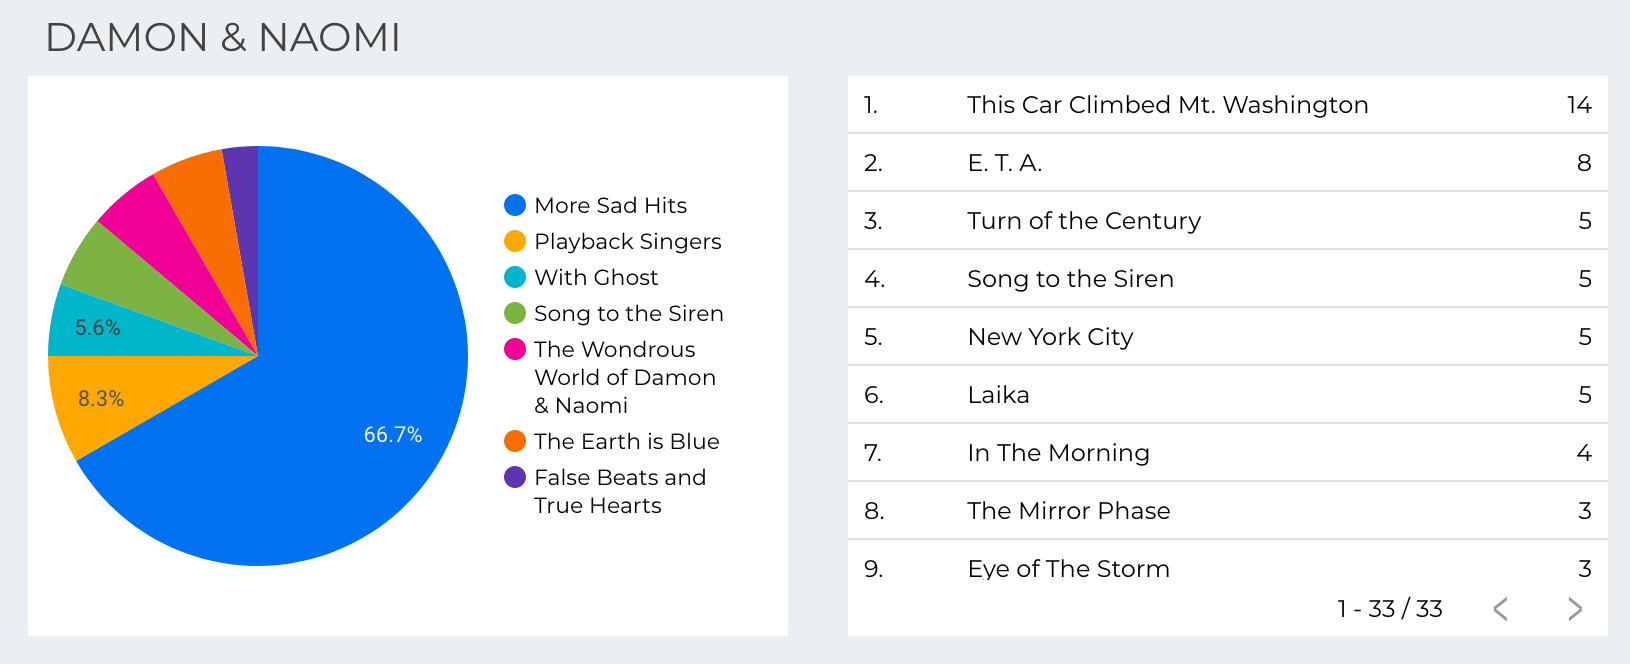 DAMON & NAOMI
5.6%
8.3%
66.7%
More Sad Hits
Playback Singers
With Ghost
Song to the Siren
The Wondrous
World of Damon
& Naomi
The Earth is Blue
False Beats and
True Hearts
1. This Car Climbed Mt. Washington 14
2. E. T. A. 8
3. Turn of the Century 5
4. Song to the Siren 5
5. New York City 5
6. Laika 5
7. In The Morning 4
8. The Mirror Phase 3
9. Eye of The Storm 3
1 - 33 / 33